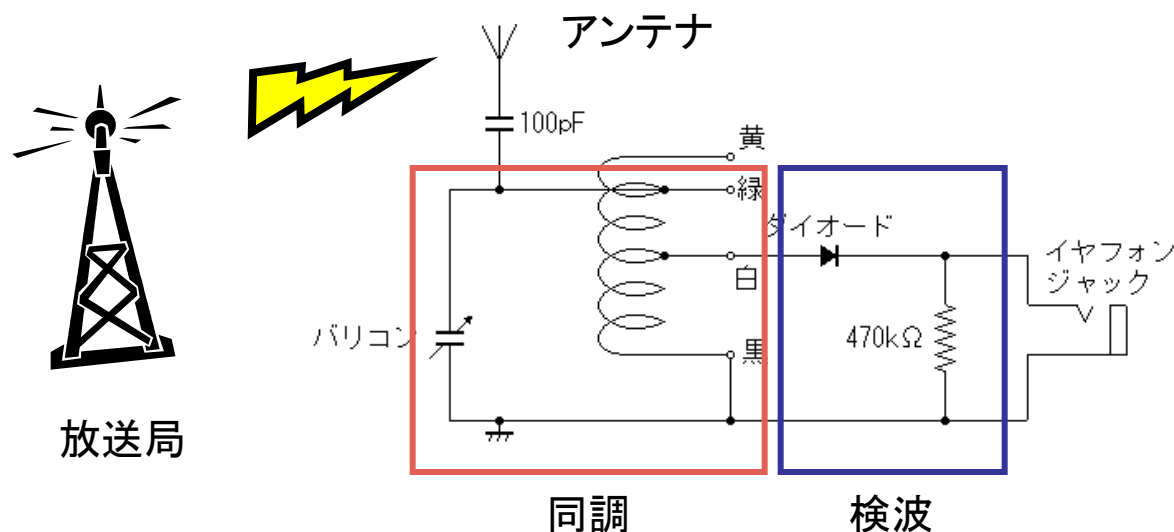 アンテナ
100pF
黄
緑
ダイオード
白
イヤフォン
ジャック
バリコン
470kΩ
黒
放送局
同調
検波